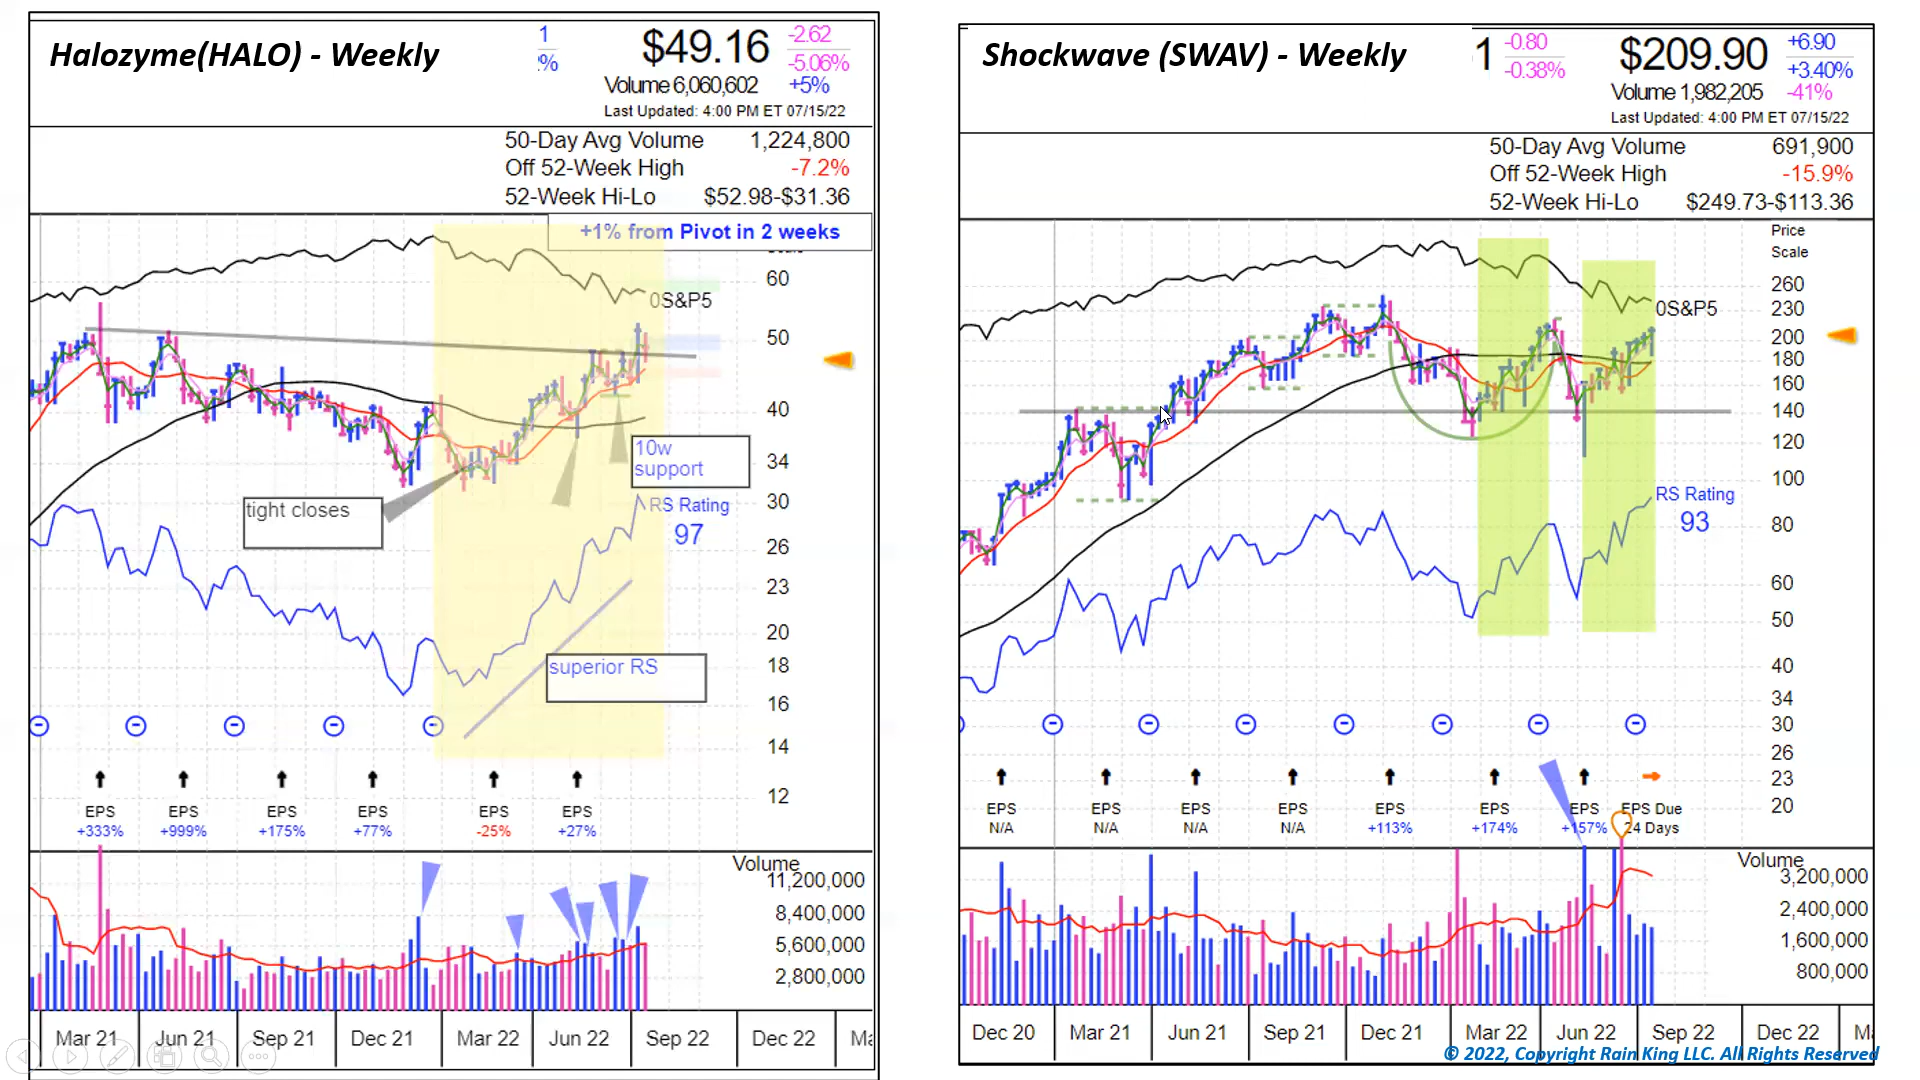 Halozyme(HALO) - Weekly
1
%
$49.16
-2.62
-5.06%
Volume 6,060,602
+5%
Last Updated: 4:00 PM ET 07/15/22
50-Day Avg Volume 1,224,800
Off 52-Week High -7.2%
52-Week Hi-Lo $52.98-$31.36
+1% from Pivot in 2 weeks
60
0S&P5
50
40
10w
support
34
tight closes
30
RS Rating
97
26
23
20
superior RS
18
16
14
12
EPS EPS EPS EPS EPS EPS
+333% +999% +175% +77% -25% +27%
Volume
11,200,000
8,400,000
5,600,000
2,800,000
Mar 21 Jun 21 Sep 21 Dec 21 Mar 22 Jun 22 Sep 22 Dec 22
Shockwave (SWAV) - Weekly
1
-0.80
-0.38%
$209.90
+6.90
+3.40%
Volume 1,982,205
-41%
Last Updated: 4:00 PM ET 07/15/22
50-Day Avg Volume 691,900
Off 52-Week High -15.9%
52-Week Hi-Lo $249.73-$113.36
Price
Scale
260
230
0S&P5
200
180
160
140
120
100
RS Rating
93
80
60
50
40
34
30
26
23
20
EPS EPS EPS EPS EPS EPS EPS EPS Due
N/A N/A N/A N/A +113% +174% +157% 24 Days
Volume
3,200,000
2,400,000
1,600,000
800,000
Dec 20 Mar 21 Jun 21 Sep 21 Dec 21 Mar 22 Jun 22 Sep 22 Dec 22
© 2022, Copyright Rain King LLC. All Rights Reserved